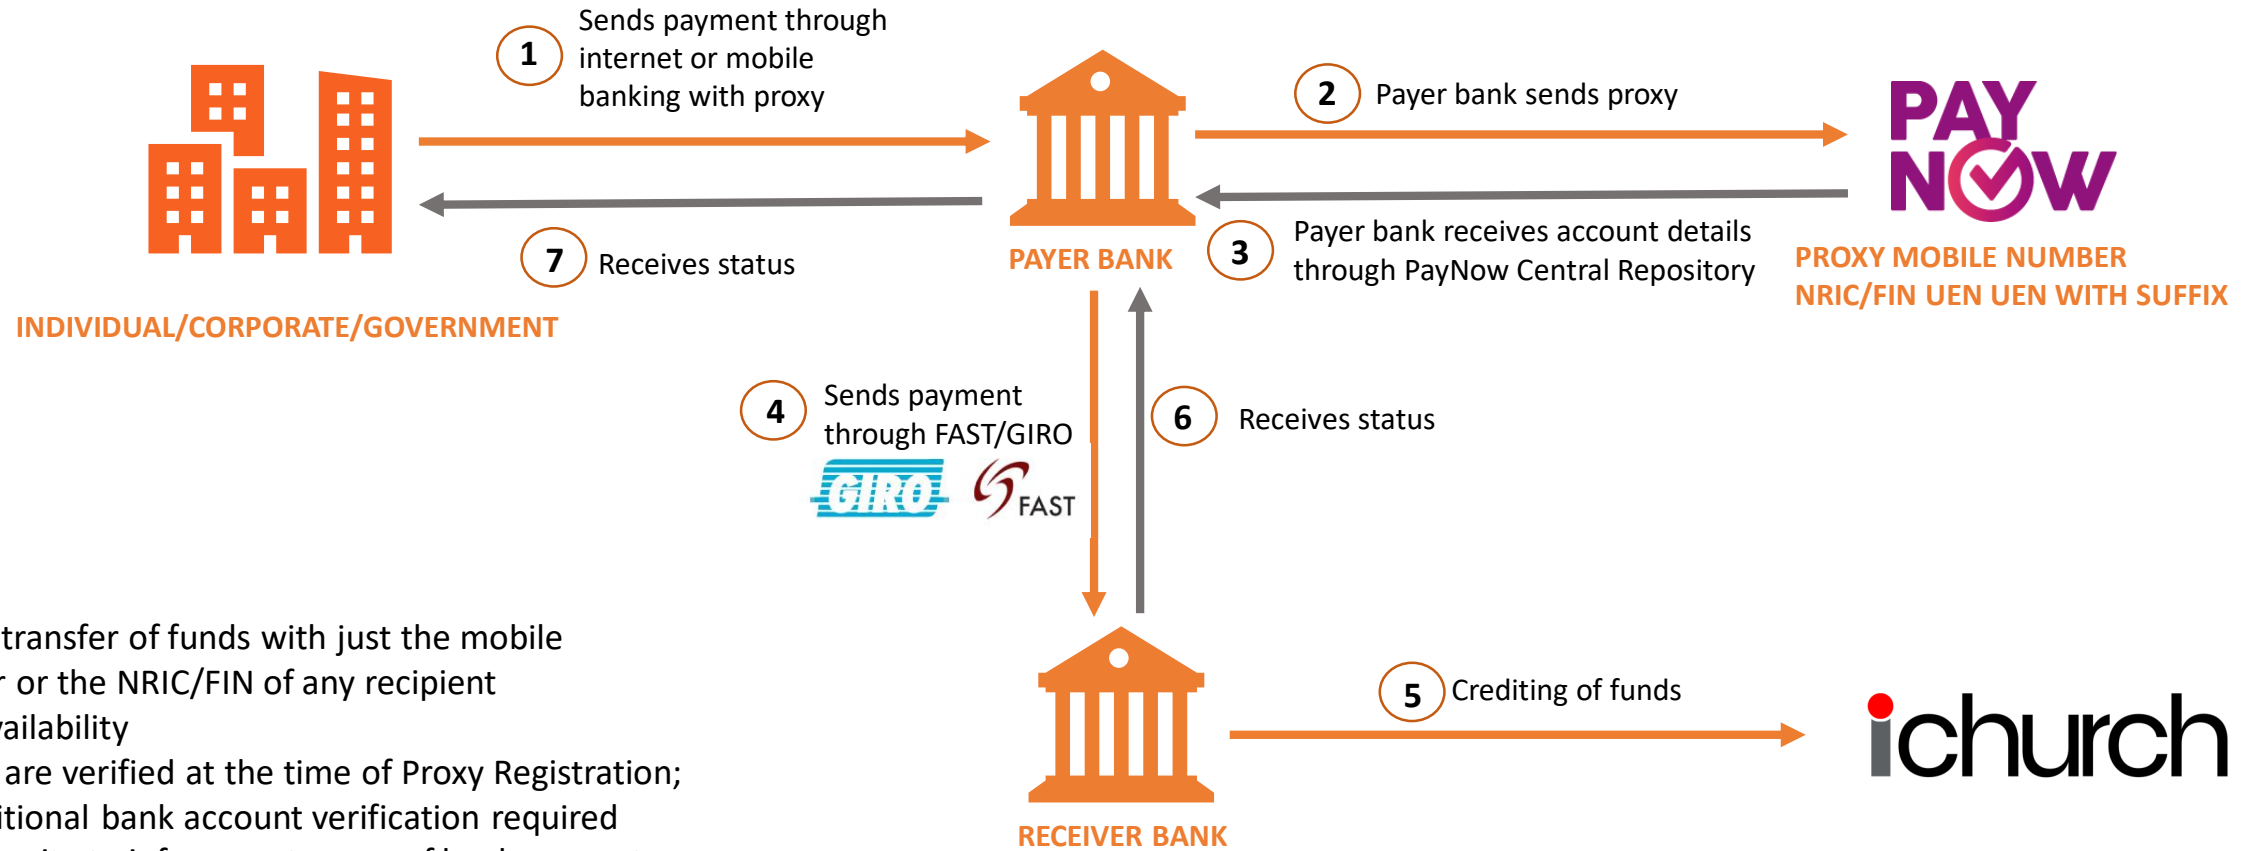 1
Sends payment through
internet or mobile
banking with proxy
2
Payer bank sends proxy
PAY
NOW
7
Receives status
PAYER BANK
3
Payer bank receives account details
through PayNow Central Repository
PROXY MOBILE NUMBER
NRIC/FIN UEN UEN WITH SUFFIX
INDIVIDUAL/CORPORATE/GOVERNMENT
4
Sends payment
through FAST/GIRO
GIRO
FAST
6
Receives status
transfer of funds with just the mobile
or the NRIC/FIN of any recipient
are verified at the time of Proxy Registration;
bank account verification required
5
Crediting of funds
ichurch
RECEIVER BANK